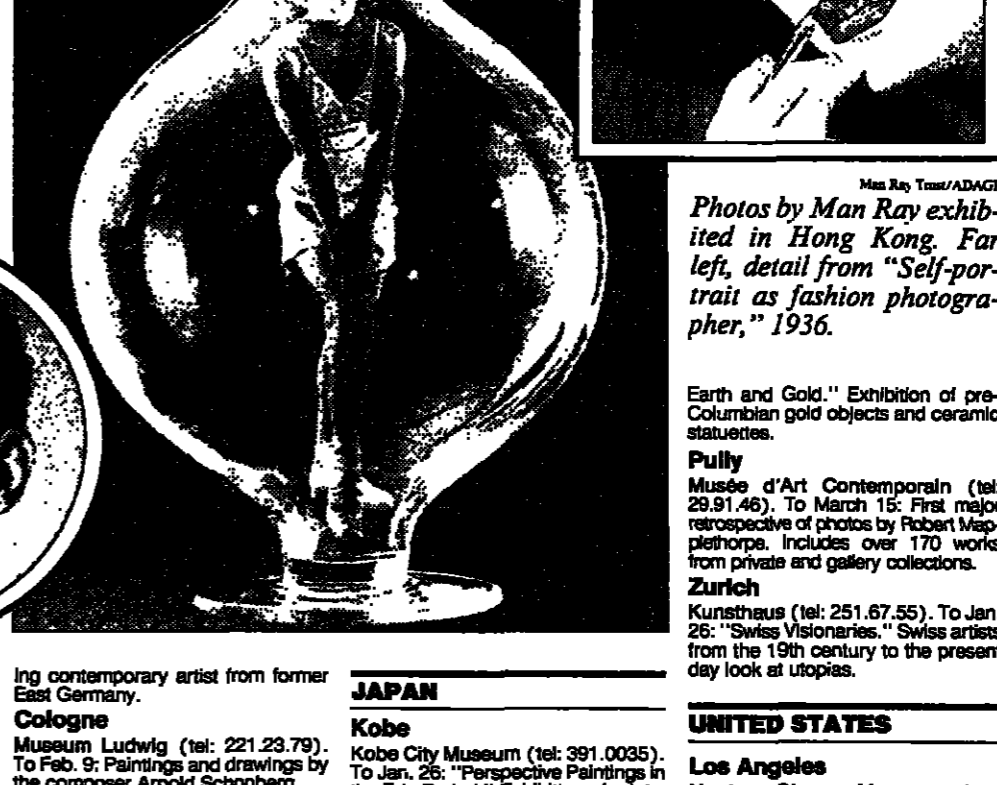 Man Ray Trust/ADAGP
Photos by Man Ray exhib-
ited in Hong Kong. Far
left, detail from "Self-por-
trait as fashion photogra-
pher," 1936.
Earth and Gold." Exhibition of pre-
Columbian gold objects and ceramic
statuettes.
Pully
Musée d'Art Contemporain (tel:
29.91.46). To March 15: First major
retrospective of photos by Robert Map-
plethorpe. Includes over 170 works
from private and gallery collections.
Zurich
Kunsthaus (tel: 251.67.55). To Jan.
26: "Swiss Visionaries." Swiss artists
from the 19th century to the present
day look at utopias.
UNITED STATES
Los Angeles
ing contemporary artist from former
East Germany.
Cologne
Museum Ludwig (tel: 221.23.79).
To Feb. 9: Paintings and drawings by
the composer Arnold Schonberg.
JAPAN
Kobe
Kobe City Museum (tel: 391.0035).
To Jan. 26: "Perspective Paintings in